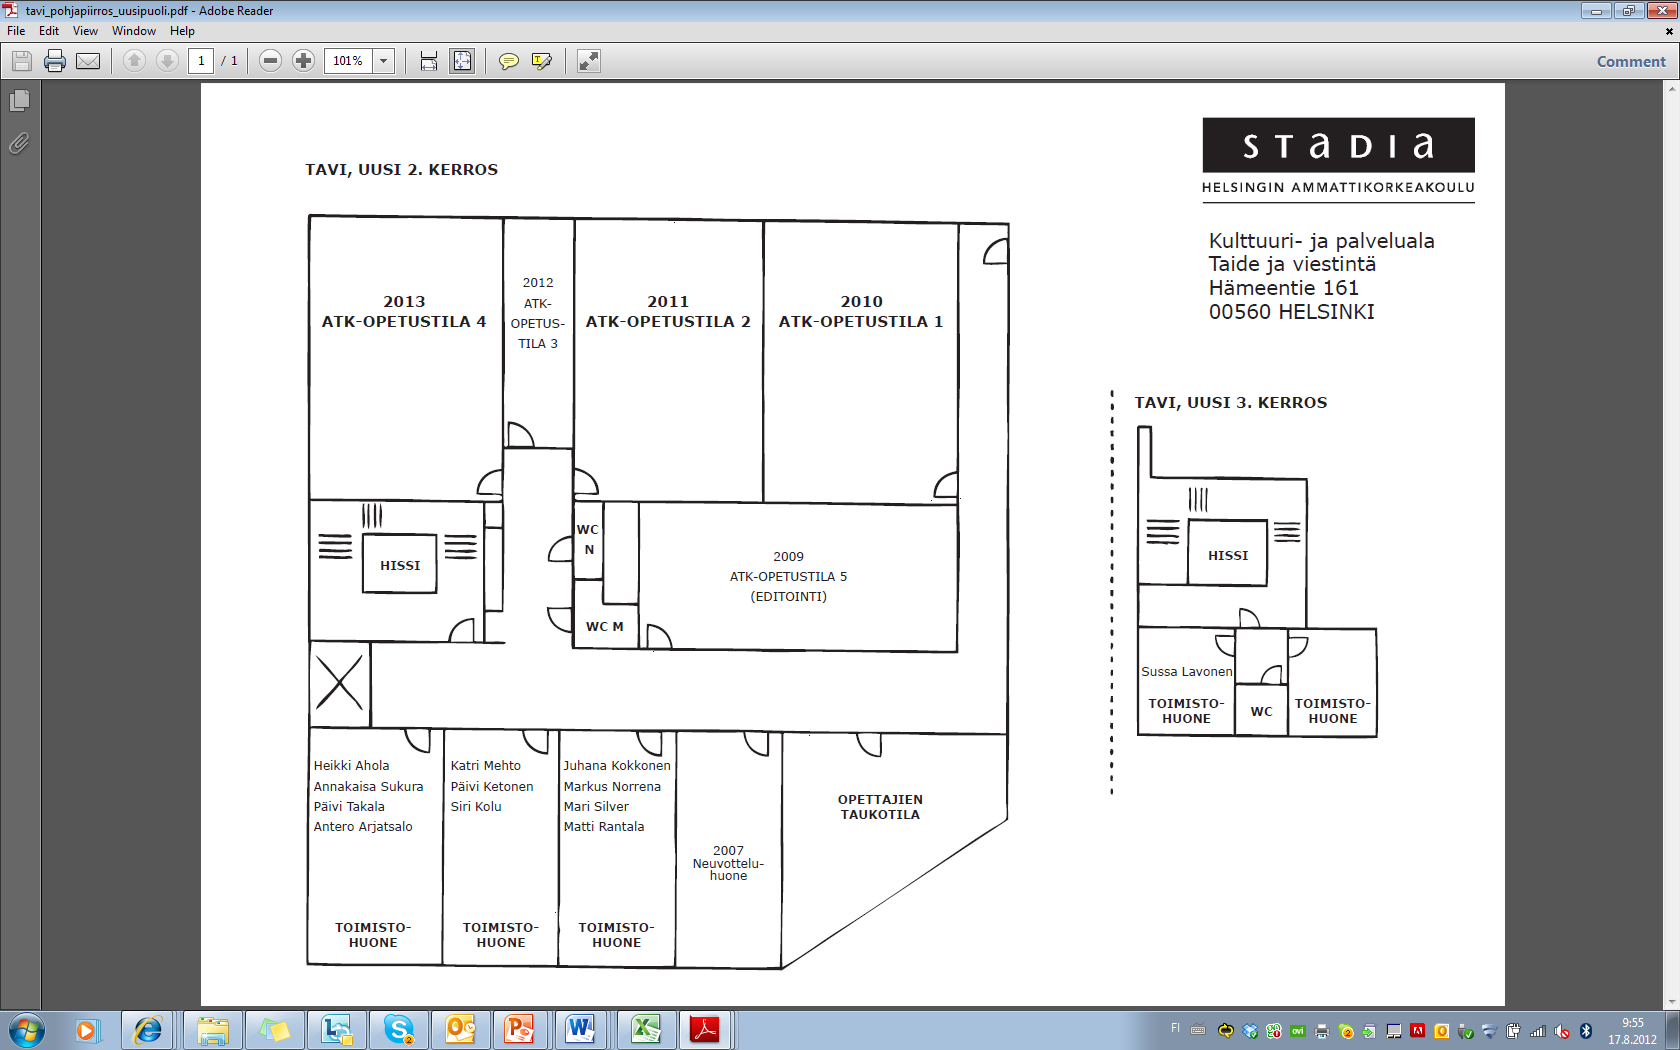 tavi_pohjapiirros_uusipuoli.pdf - Adobe Reader
File Edit View Window Help
1 / 1 101% Comment
STADIA
HELSINGIN AMMATTIKORKEAKOULU
Kulttuuri- ja palveluala
Taide ja viestintä
Hämeentie 161
00560 HELSINKI
TAVI, UUSI 2. KERROS
2013
ATK-OPETUSTILA 4
2012
ATK-
OPETUS-
TILA 3
2011
ATK-OPETUSTILA 2
2010
ATK-OPETUSTILA 1
HISSI
WC
N
WC M
2009
ATK-OPETUSTILA 5
(EDITOINTI)
Heikki Ahola
Annakaisa Sukura
Päivi Takala
Antero Arjatsalo
TOIMISTO-
HUONE
Katri Mehto
Päivi Ketonen
Siri Kolu
TOIMISTO-
HUONE
Juhana Kokkonen
Markus Norrena
Mari Silver
Matti Rantala
TOIMISTO-
HUONE
2007
Neuvottelu-
huone
OPETTAJIEN
TAUKOTILA
TAVI, UUSI 3. KERROS
HISSI
Sussa Lavonen
TOIMISTO-
HUONE
WC
TOIMISTO-
HUONE
FI
9:55
17.8.2012